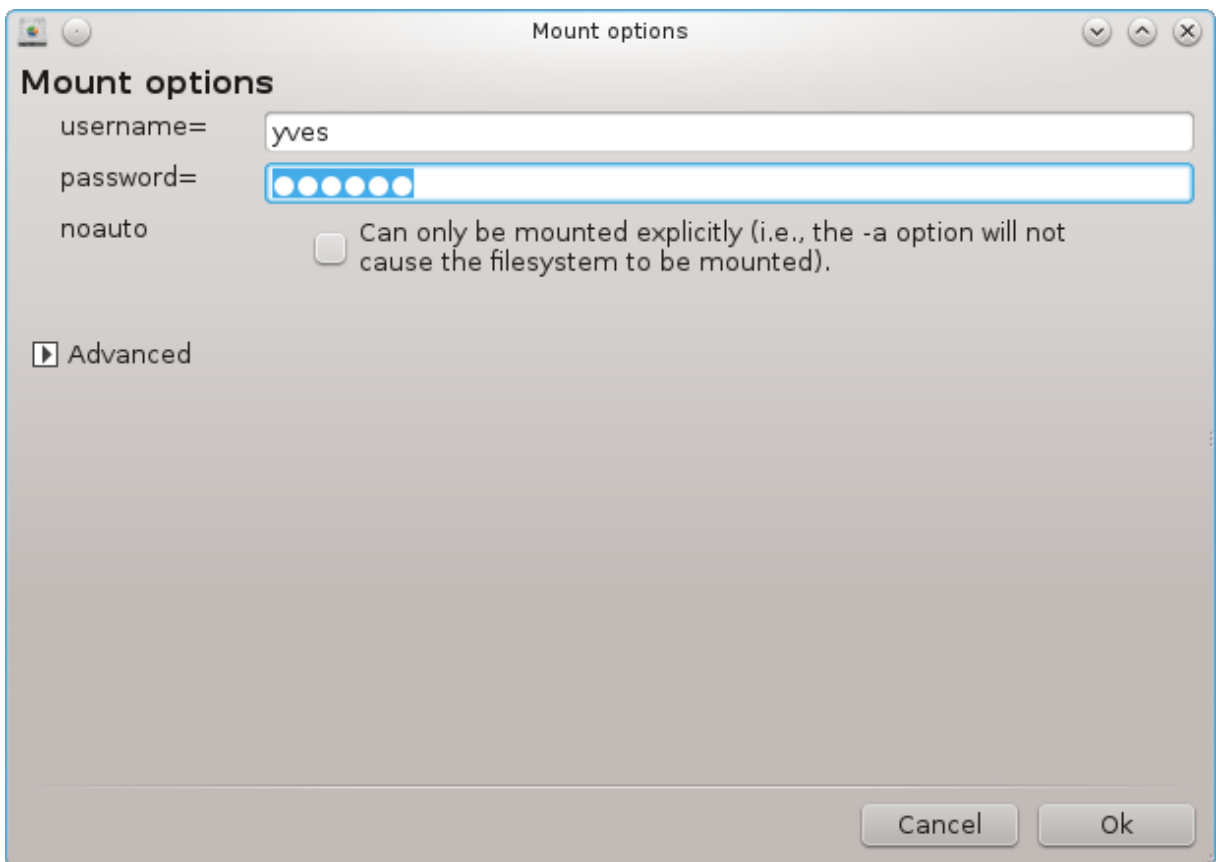 Mount options
Mount options
username=
yves
password=
●●●●●●
noauto
Can only be mounted explicitly (i.e., the -a option will not
cause the filesystem to be mounted).
Advanced
Cancel
Ok